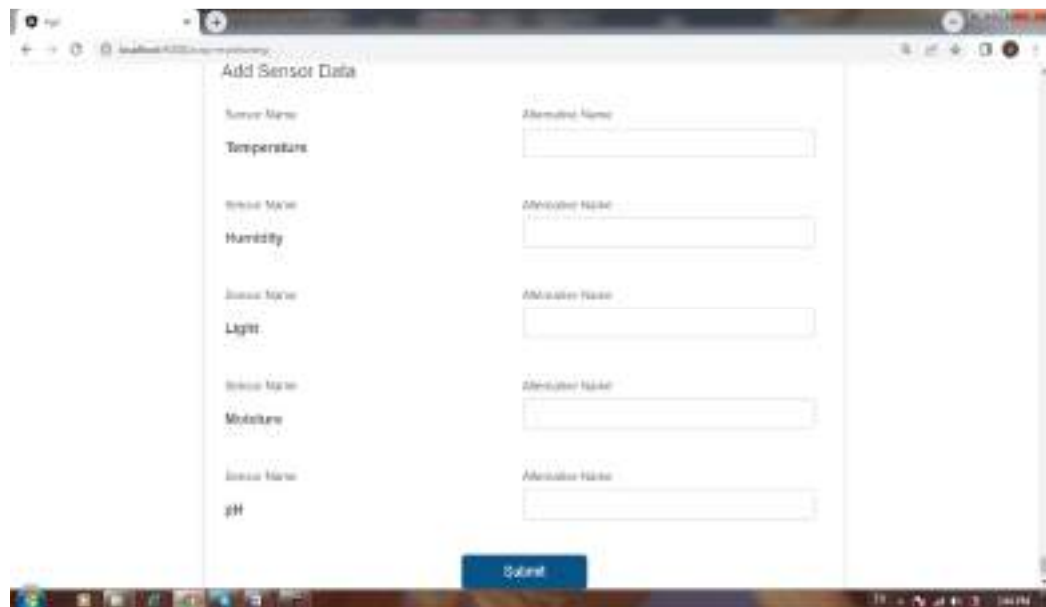 Add Sensor Data
Sensor Name
Alternative Name
Temperature
Sensor Name
Alternative Name
Humidity
Sensor Name
Alternative Name
Light
Sensor Name
Alternative Name
Moisture
Sensor Name
Alternative Name
pH
Submit